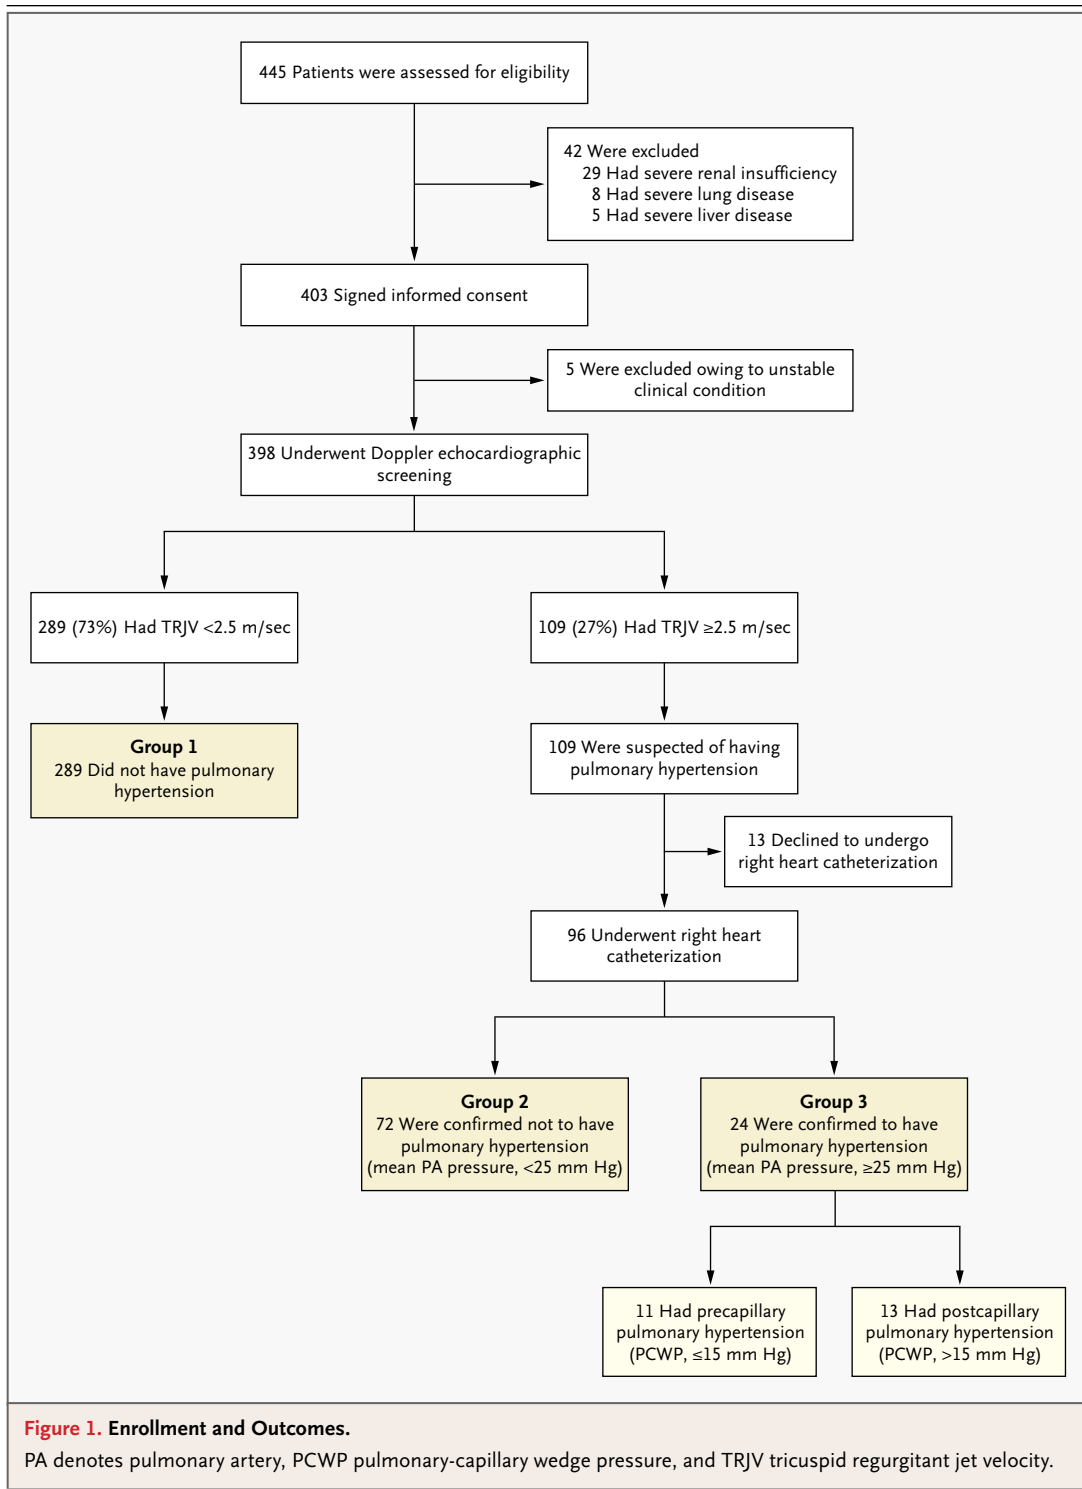 445 Patients were assessed for eligibility
42 Were excluded
29 Had severe renal insufficiency
8 Had severe lung disease
5 Had severe liver disease
403 Signed informed consent
5 Were excluded owing to unstable
clinical condition
398 Underwent Doppler echocardiographic
screening
289 (73%) Had TRJV <2.5 m/sec
109 (27%) Had TRJV ≥2.5 m/sec
Group 1
289 Did not have pulmonary
hypertension
109 Were suspected of having
pulmonary hypertension
13 Declined to undergo
right heart catheterization
96 Underwent right heart
catheterization
Group 2
72 Were confirmed not to have
pulmonary hypertension
(mean PA pressure, <25 mm Hg)
Group 3
24 Were confirmed to have
pulmonary hypertension
(mean PA pressure, ≥25 mm Hg)
11 Had precapillary
pulmonary hypertension
(PCWP, ≤15 mm Hg)
13 Had postcapillary
pulmonary hypertension
(PCWP, >15 mm Hg)
Figure 1. Enrollment and Outcomes.
PA denotes pulmonary artery, PCWP pulmonary-capillary wedge pressure, and TRJV tricuspid regurgitant jet velocity.